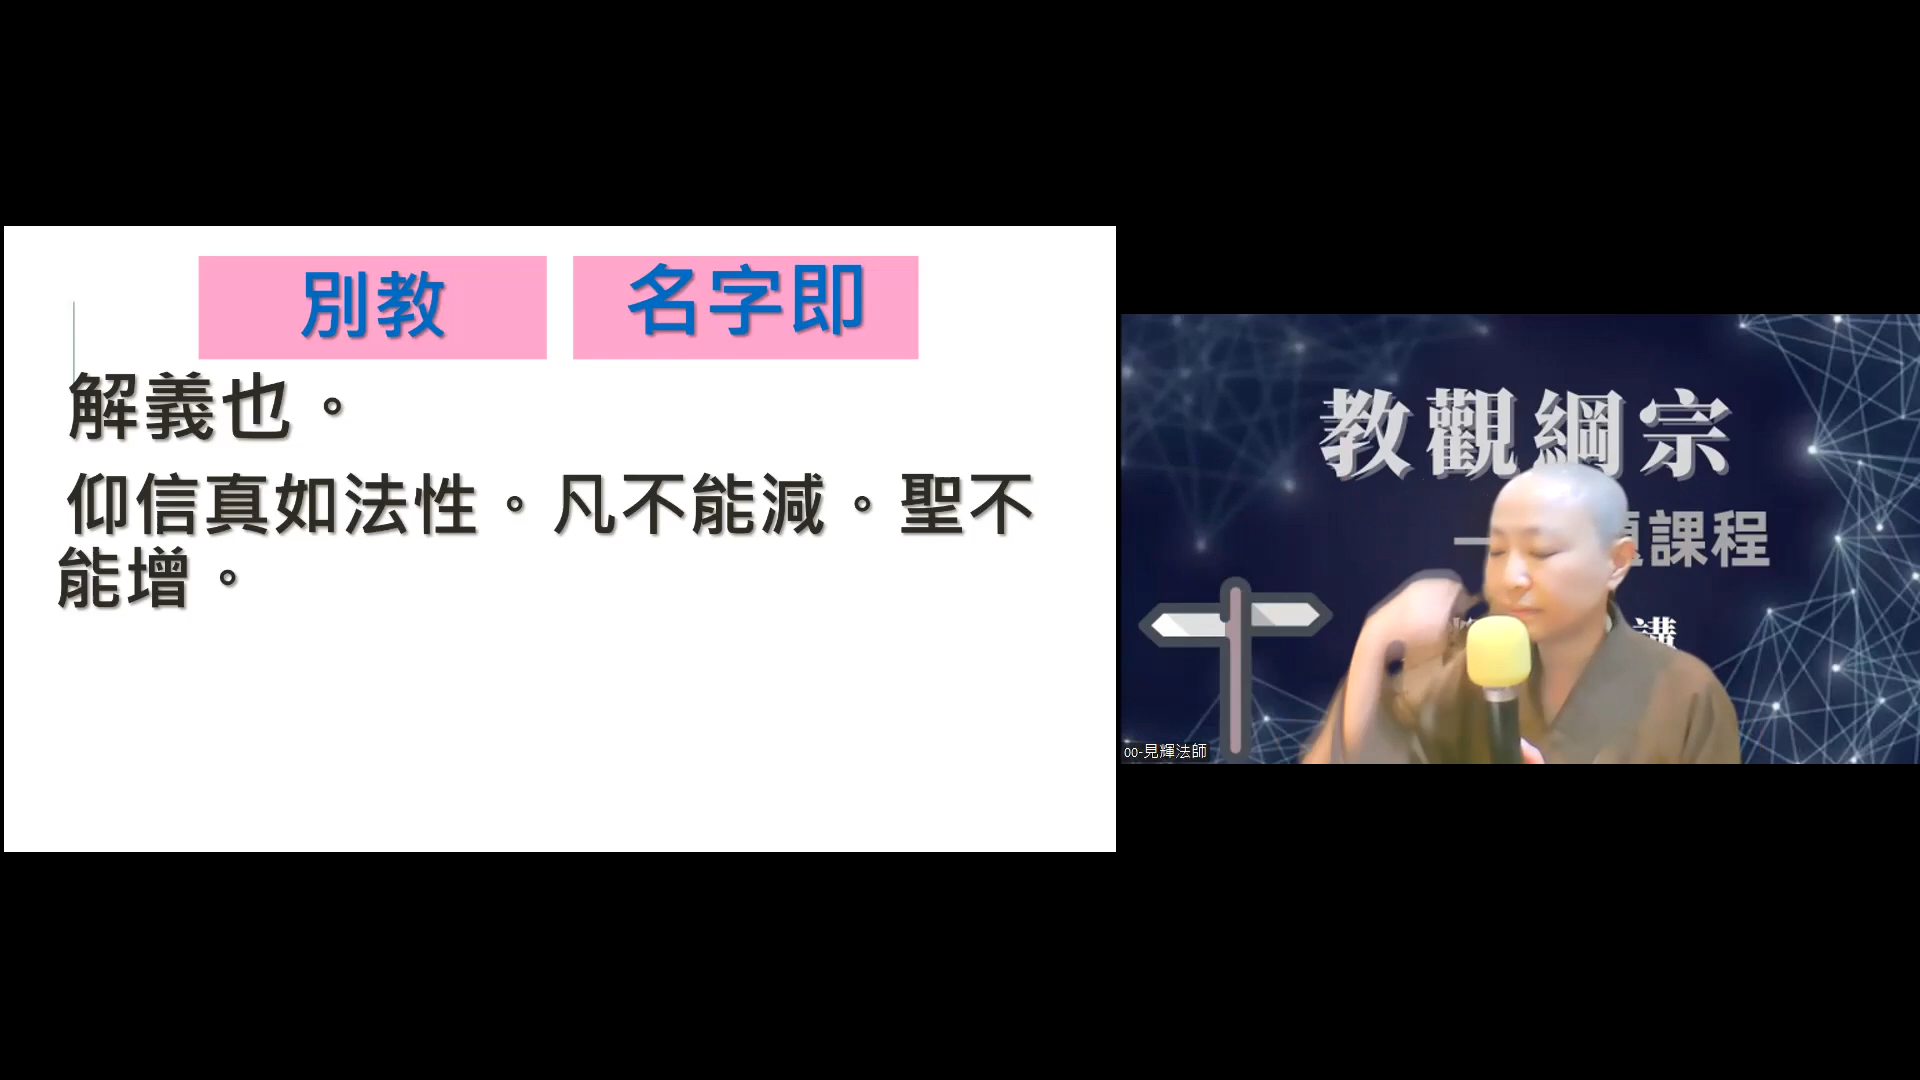 別教
名字即
解義也。
仰信真如法性。凡不能減。聖不
能增。
教觀綱宗
課程
講
00-見輝法師